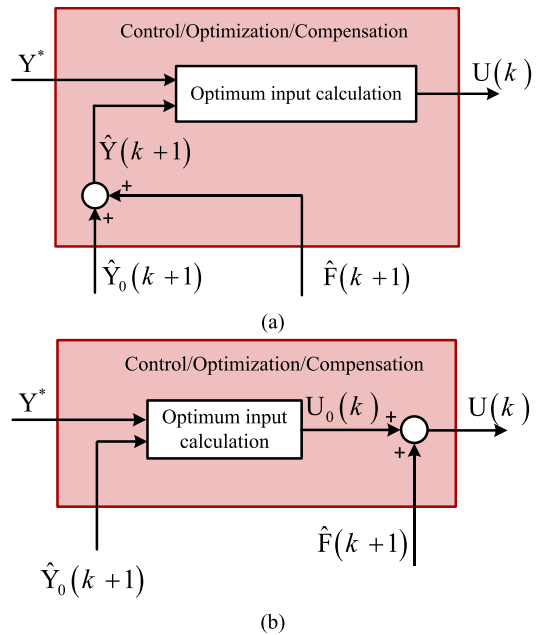 Control/Optimization/Compensation
Y*
Optimum input calculation
U(k)
Ŷ(k + 1)
+
+
Ŷ₀(k + 1)
F̂(k + 1)
(a)
Control/Optimization/Compensation
Y*
Optimum input
calculation
U₀(k)
+
U(k)
+
F̂(k + 1)
Ŷ₀(k + 1)
(b)